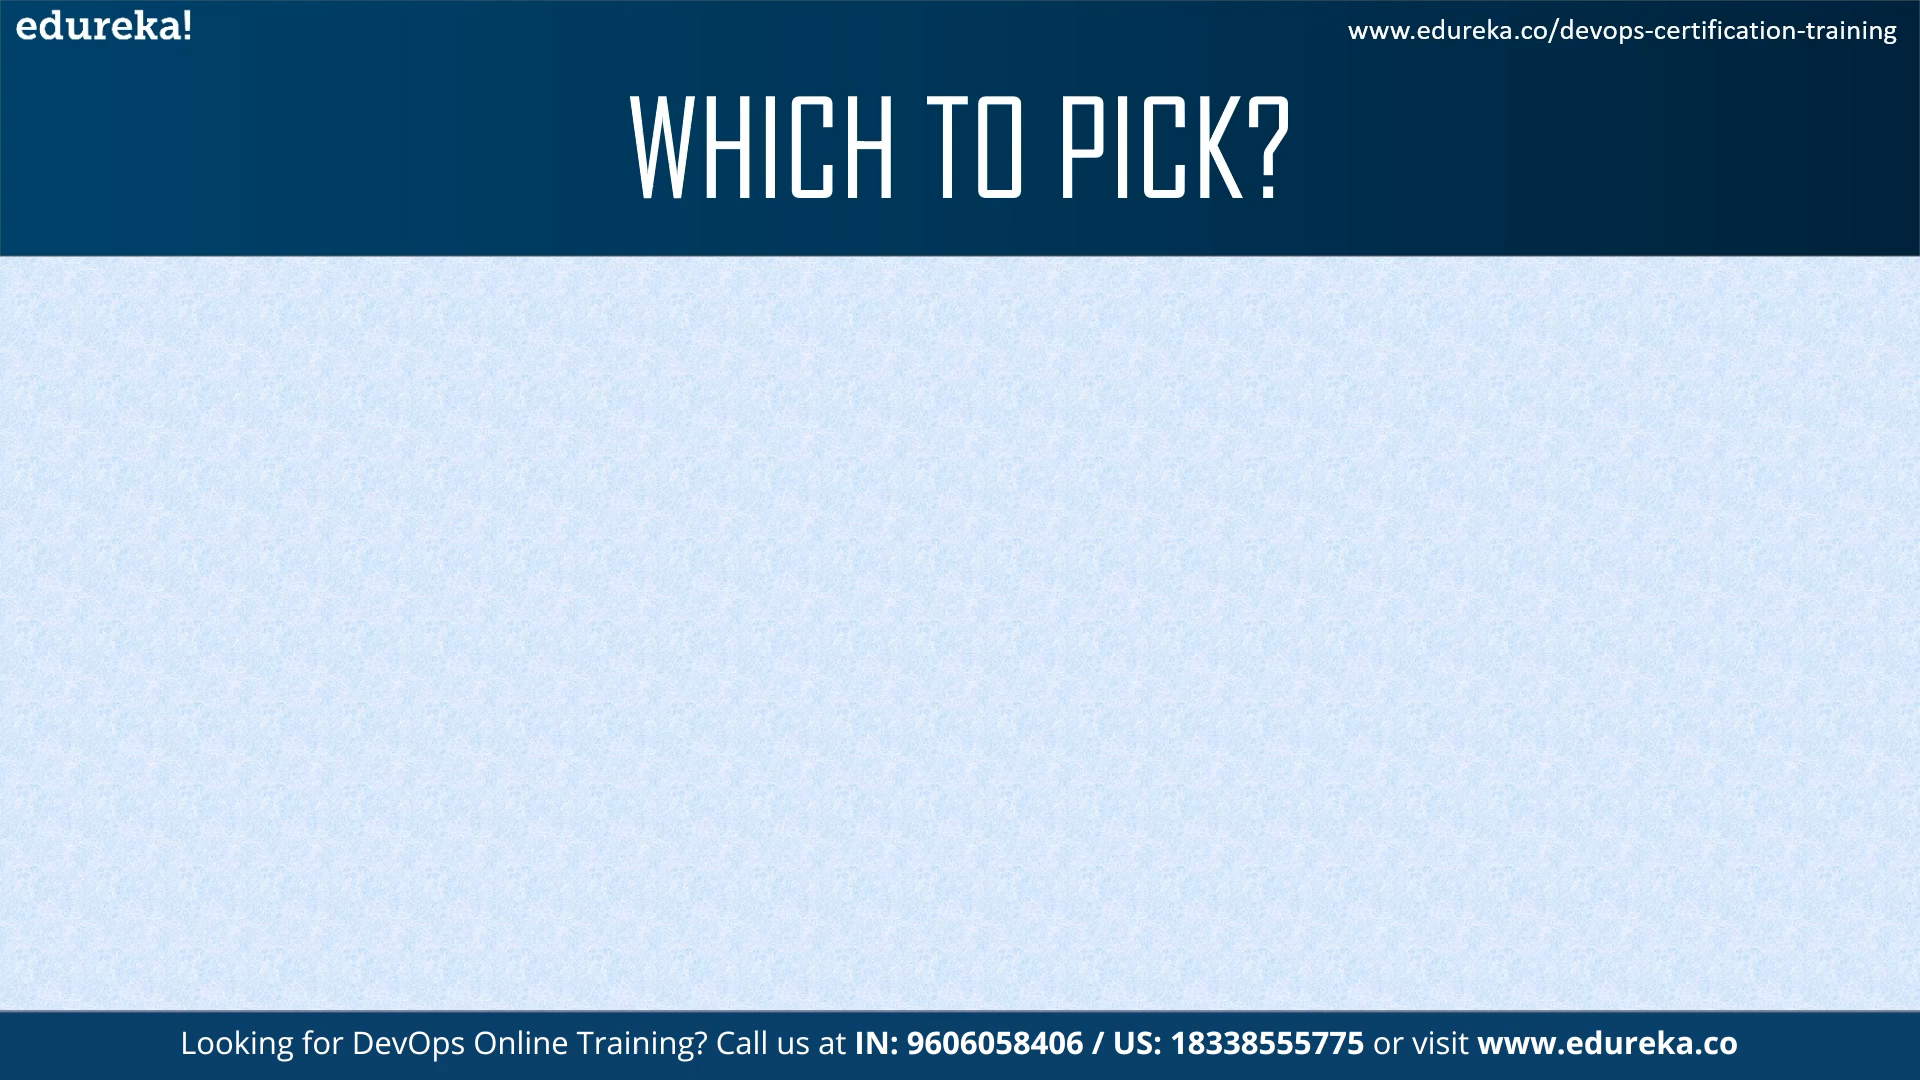 edureka!
www.edureka.co/devops-certification-training
WHICH TO PICK?
Looking for DevOps Online Training? Call us at IN: 9606058406 / US: 18338555775 or visit www.edureka.co